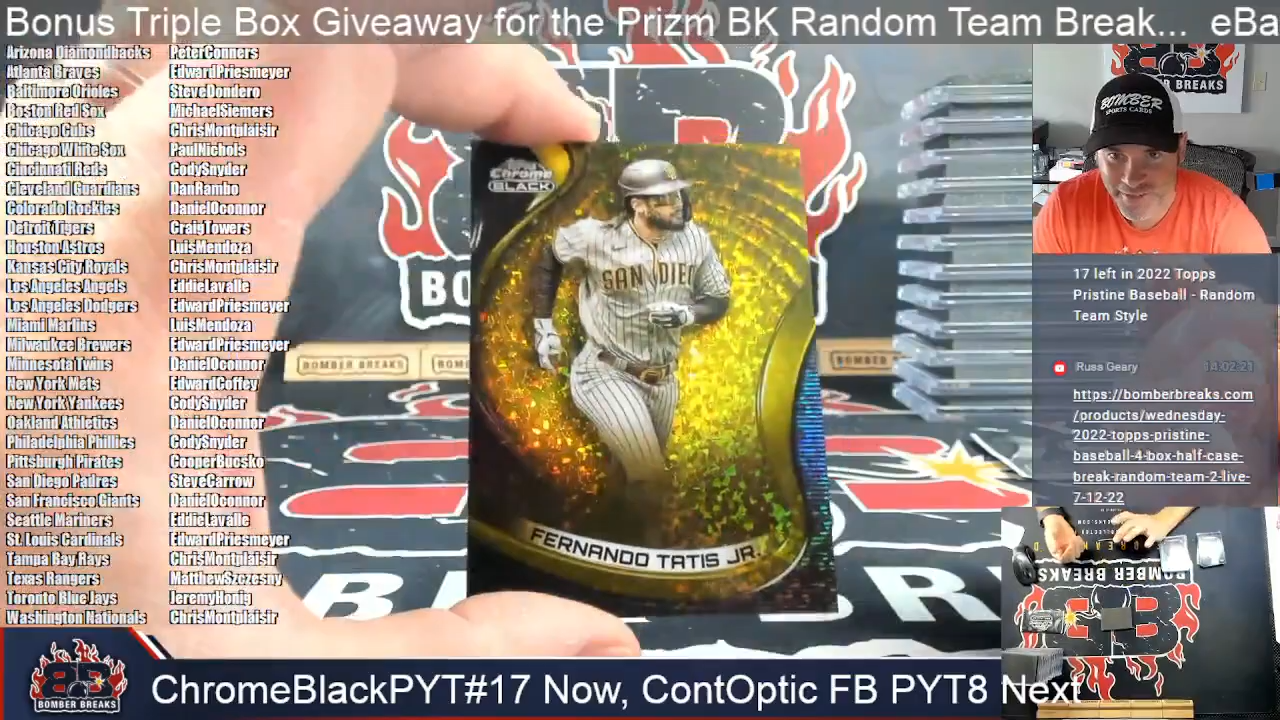 Bonus Triple Box Giveaway for the Prizm BK Random Team Break... eBa
Arizona Diamondbacks PeterConners
Atlanta Braves EdwardPriesmeyer
Baltimore Orioles SteveDondero
Boston Red Sox MichaelSiemers
Chicago Cubs ChrisMontplaisir
Chicago White Sox PaulNichols
Cincinnati Reds CodySnyder
Cleveland Guardians DanRambo
Colorado Rockies DanielOconnor
Detroit Tigers CraigTowers
Houston Astros LuisMendoza
Kansas City Royals ChrisMontplaisir
Los Angeles Angels EddieLavalle
Los Angeles Dodgers EdwardPriesmeyer
Miami Marlins LuisMendoza
Milwaukee Brewers EdwardPriesmeyer
Minnesota Twins DanielOconnor
New York Mets EdwardCoffey
New York Yankees CodySnyder
Oakland Athletics DanielOconnor
Philadelphia Phillies CodySnyder
Pittsburgh Pirates CooperBucsko
San Diego Padres SteveCarrow
San Francisco Giants DanielOconnor
Seattle Mariners EddieLavalle
St. Louis Cardinals EdwardPriesmeyer
Tampa Bay Rays ChrisMontplaisir
Texas Rangers MatthewSzczesny
Toronto Blue Jays JeremyHonig
Washington Nationals ChrisMontplaisir
Topps
Chrome
BLACK
SAN DIEGO
FERNANDO TATIS JR.
BOMBER BREAKS
BOMBER
BOMBER
SPORTS CARDS
BREAKS
17 left in 2022 Topps
Pristine Baseball - Random
Team Style
Russ Geary 14:02:21
https://bomberbreaks.com
/products/wednesday-
2022-topps-pristine-
baseball-4-box-half-case-
break-random-team-2-live-
7-12-22
BOMBER BREAKS
BB
BOMBER BREAKS
ChromeBlackPYT#17 Now, ContOptic FB PYT8 Next